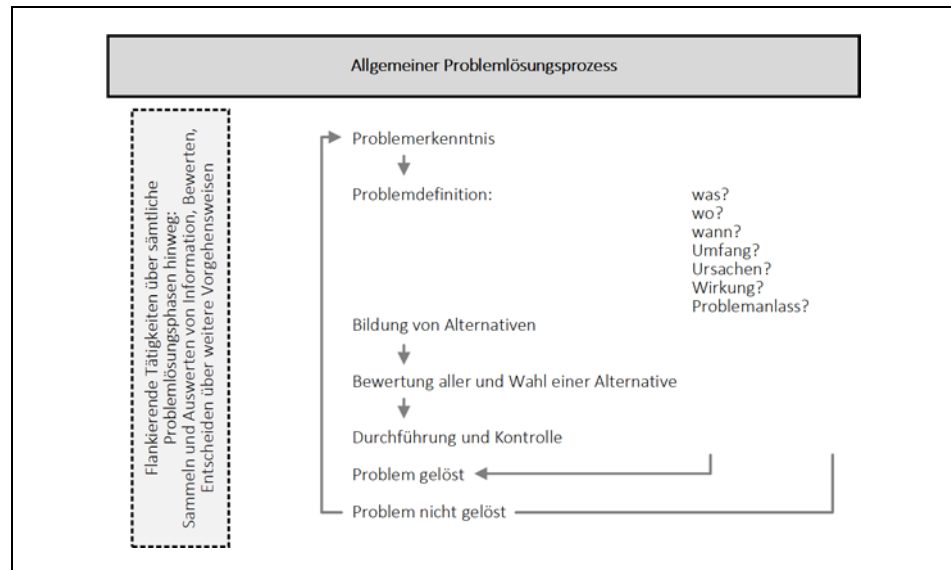 Allgemeiner Problemlösungsprozess
Flankierende Tätigkeiten über sämtliche
Problemlösungsphasen hinweg:
Sammeln und Auswerten von Information, Bewerten,
Entscheiden über weitere Vorgehensweisen
Problemerkenntnis
Problemdefinition:
was?
wo?
wann?
Umfang?
Ursachen?
Wirkung?
Problemanlass?
Bildung von Alternativen
Bewertung aller und Wahl einer Alternative
Durchführung und Kontrolle
Problem gelöst
Problem nicht gelöst